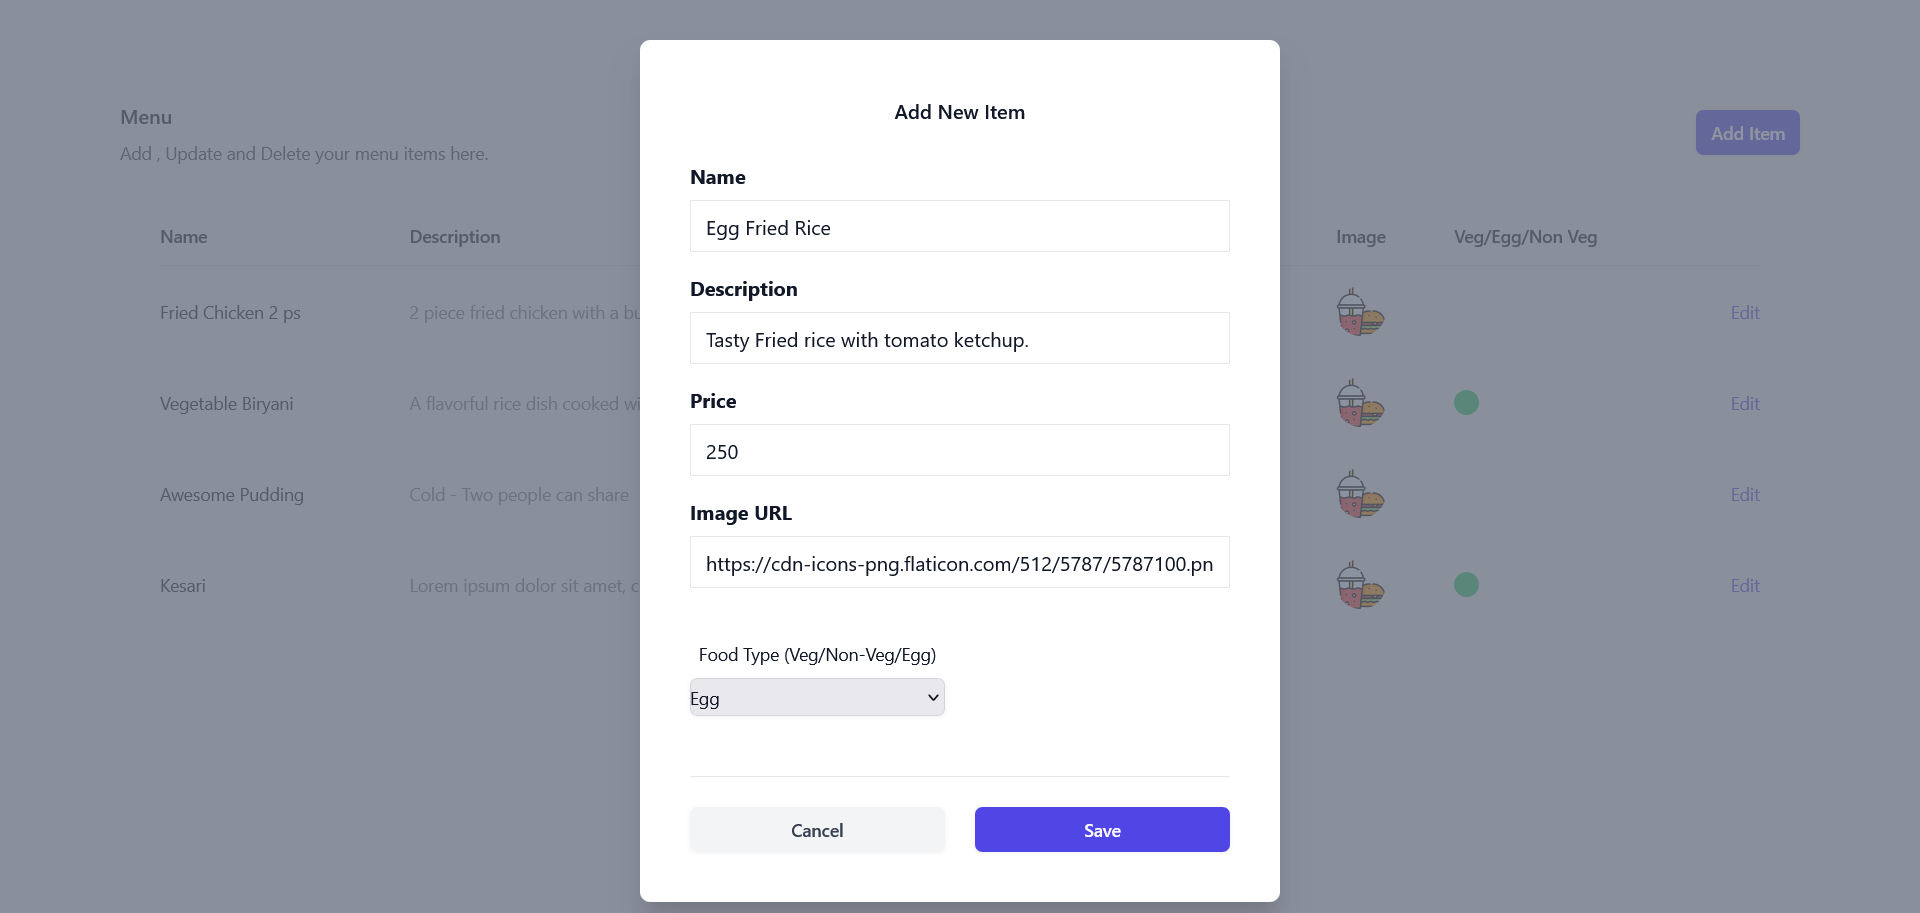 Menu
Add , Update and Delete your menu items here.
Add Item
Name Description Image Veg/Egg/Non Veg
Fried Chicken 2 ps 2 piece fried chicken with a Edit
Vegetable Biryani A flavorful rice dish cooked Edit
Awesome Pudding Cold - Two people can share Edit
Kesari Lorem ipsum dolor sit amet, Edit
Add New Item
Name
Egg Fried Rice
Description
Tasty Fried rice with tomato ketchup.
Price
250
Image URL
https://cdn-icons-png.flaticon.com/512/5787/5787100.pn
Food Type (Veg/Non-Veg/Egg)
Egg
Cancel
Save